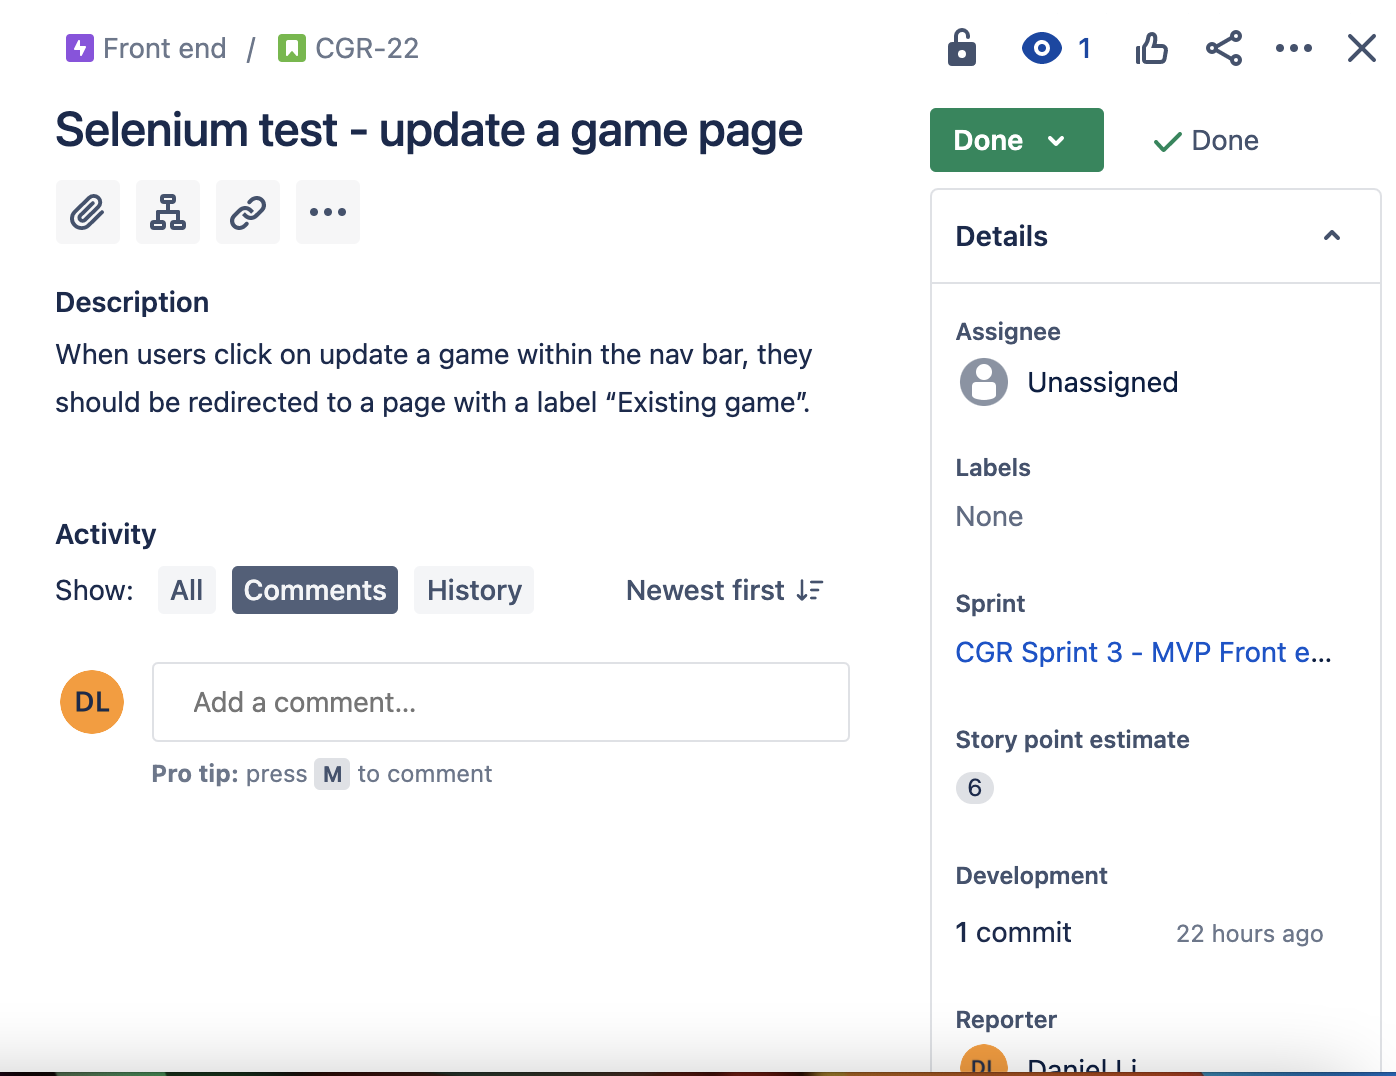 Front end / CGR-22
1
Selenium test - update a game page
Done
Done
Details
Description
When users click on update a game within the nav bar, they
should be redirected to a page with a label “Existing game”.
Activity
Show: All Comments History Newest first
DL
Add a comment...
Pro tip: press M to comment
Assignee
Unassigned
Labels
None
Sprint
CGR Sprint 3 - MVP Front e...
Story point estimate
6
Development
1 commit 22 hours ago
Reporter
DL Daniel Li